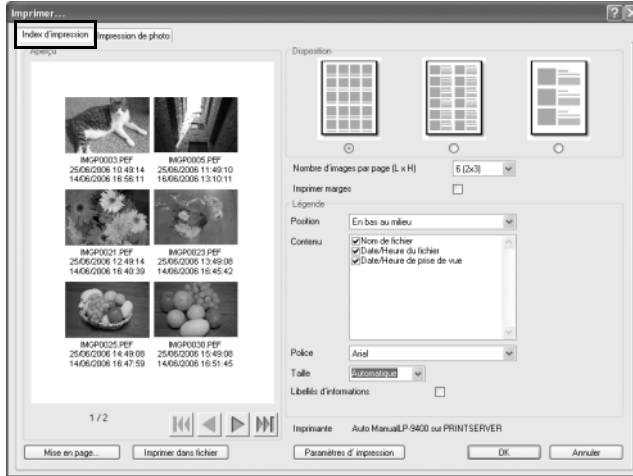 Imprimer...
Index d'impression
Impression de photo
Aperçu
IMGP0003.PEF
25/06/2006 10:49:14
14/06/2006 16:56:11
IMGP0005.PEF
25/06/2006 11:49:10
16/06/2006 13:10:11
IMGP0021.PEF
25/06/2006 12:49:14
14/06/2006 16:40:39
IMGP0023.PEF
25/06/2006 13:49:08
14/06/2006 16:45:42
IMGP0025.PEF
25/06/2006 14:49:08
14/06/2006 16:47:59
IMGP0030.PEF
25/06/2006 15:49:08
14/06/2006 16:51:45
1 / 2
Mise en page...
Imprimer dans fichier
Disposition
Nombre d'images par page (L x H)
6 (2x3)
Imprimer marges
Légende
Position
En bas au milieu
Contenu
Nom de fichier
Date/Heure du fichier
Date/Heure de prise de vue
Police
Arial
Taille
Automatique
Libellés d'informations
Imprimante
Auto ManualLP-9400 sur PRINTSERVER
Paramètres d' impression
OK
Annuler